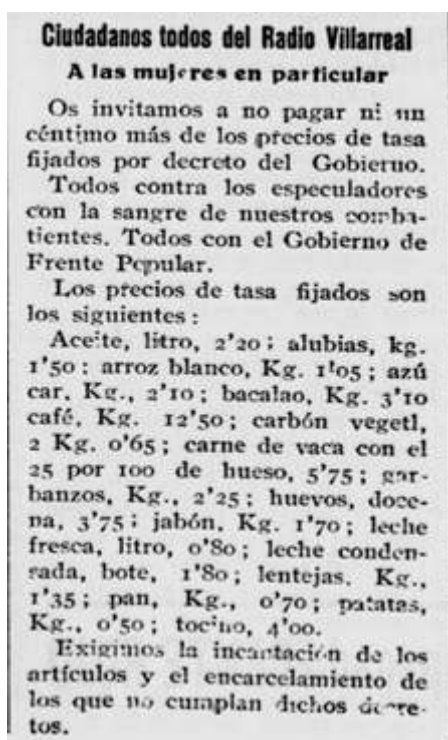 Ciudadanos todos del Radio Villarreal
A las mujeres en particular
Os invitamos a no pagar ni un
céntimo más de los precios de tasa
fijados por decreto del Gobierno.
Todos contra los especuladores
con la sangre de nuestros comba-
tientes. Todos con el Gobierno de
Frente Popular.
Los precios de tasa fijados son
los siguientes :
Aceite, litro, 2'20 ; alubias, kg.
1'50 ; arroz blanco, Kg. 1'05 ; azú
car, Kg., 2'10 ; bacalao, Kg. 3'10
café, Kg. 12'50 ; carbón vegetl,
2 Kg. 0'65 ; carne de vaca con el
25 por 100 de hueso, 5'75 ; gar-
banzos, Kg., 2'25 ; huevos, doce-
na, 3'75 ; jabón, Kg. 1'70 ; leche
fresca, litro, 0'80 ; leche conden-
sada, bote, 1'80 ; lentejas. Kg.,
1'35 ; pan, Kg., 0'70 ; patatas,
Kg., 0'50 ; tocino, 4'00.
Exigimos la incautación de los
artículos y el encarcelamiento de
los que no cumplan dichos decre-
tos.